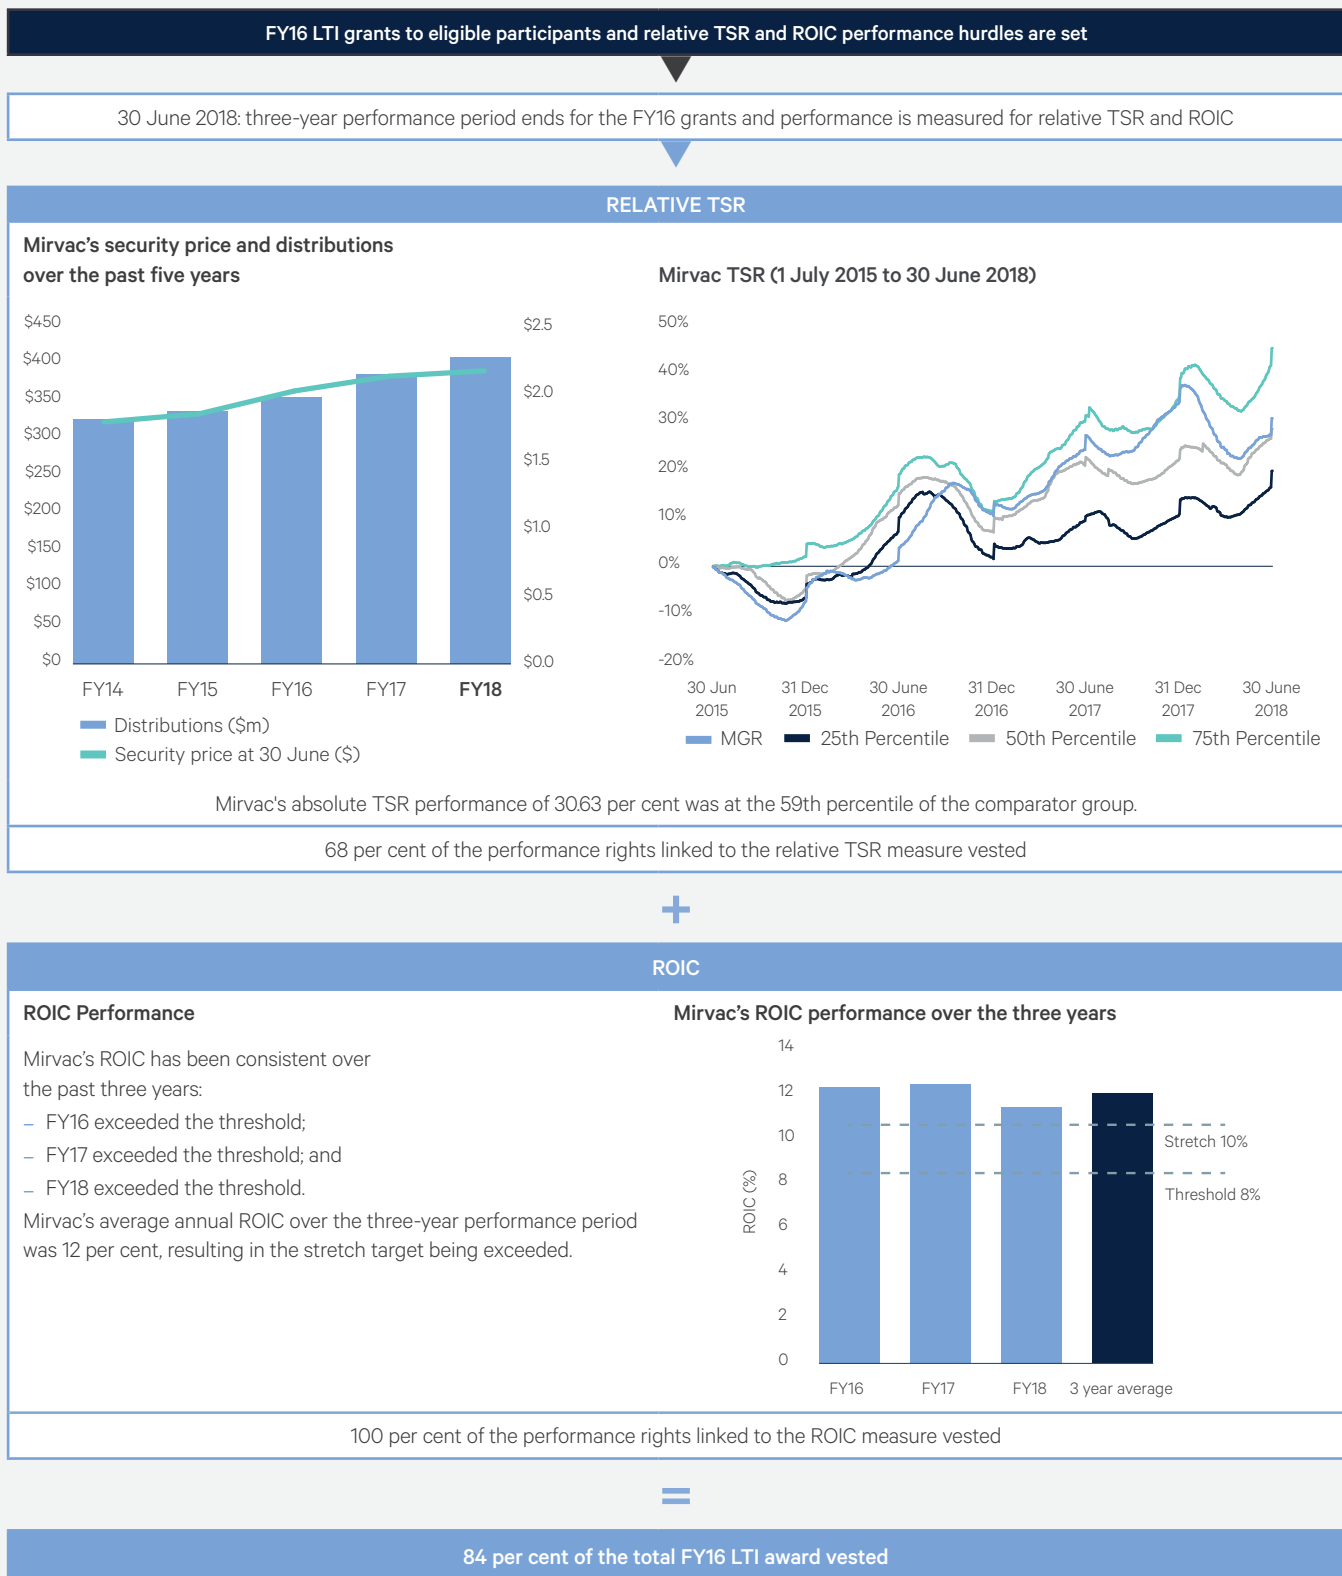 FY16 LTI grants to eligible participants and relative TSR and ROIC performance hurdles are set
30 June 2018: three-year performance period ends for the FY16 grants and performance is measured for relative TSR and ROIC
RELATIVE TSR
Mirvac’s security price and distributions
over the past five years
$450
$400
$350
$300
$250
$200
$150
$100
$50
$0
$2.5
$2.0
$1.5
$1.0
$0.5
$0.0
FY14 FY15 FY16 FY17 FY18
Distributions ($m)
Security price at 30 June ($)
Mirvac TSR (1 July 2015 to 30 June 2018)
50%
40%
30%
20%
10%
0%
-10%
-20%
30 Jun 31 Dec 30 June 31 Dec 30 June 31 Dec 30 June
2015 2015 2016 2016 2017 2017 2018
MGR 25th Percentile 50th Percentile 75th Percentile
Mirvac's absolute TSR performance of 30.63 per cent was at the 59th percentile of the comparator group.
68 per cent of the performance rights linked to the relative TSR measure vested
+
ROIC
ROIC Performance
Mirvac’s ROIC has been consistent over
the past three years:
– FY16 exceeded the threshold;
– FY17 exceeded the threshold; and
– FY18 exceeded the threshold.
Mirvac’s average annual ROIC over the three-year performance period
was 12 per cent, resulting in the stretch target being exceeded.
Mirvac’s ROIC performance over the three years
ROIC (%)
14
12
10
8
6
4
2
0
Stretch 10%
Threshold 8%
FY16 FY17 FY18 3 year average
100 per cent of the performance rights linked to the ROIC measure vested
=
84 per cent of the total FY16 LTI award vested